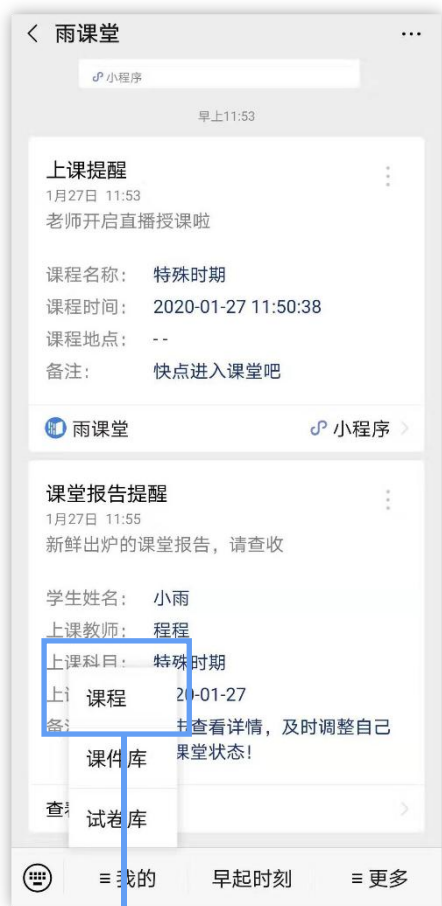 雨课堂
小程序
早上11:53
上课提醒
1月27日 11:53
老师开启直播授课啦
课程名称： 特殊时期
课程时间： 2020-01-27 11:50:38
课程地点： --
备注： 快点进入课堂吧
雨课堂 小程序
课堂报告提醒
1月27日 11:55
新鲜出炉的课堂报告，请查收
学生姓名： 小雨
上课教师： 程程
上课科目： 特殊时期
20-01-27
查看详情，及时调整自己
课堂状态！
课程
课件库
试卷库
≡ 我的 早起时刻 ≡ 更多